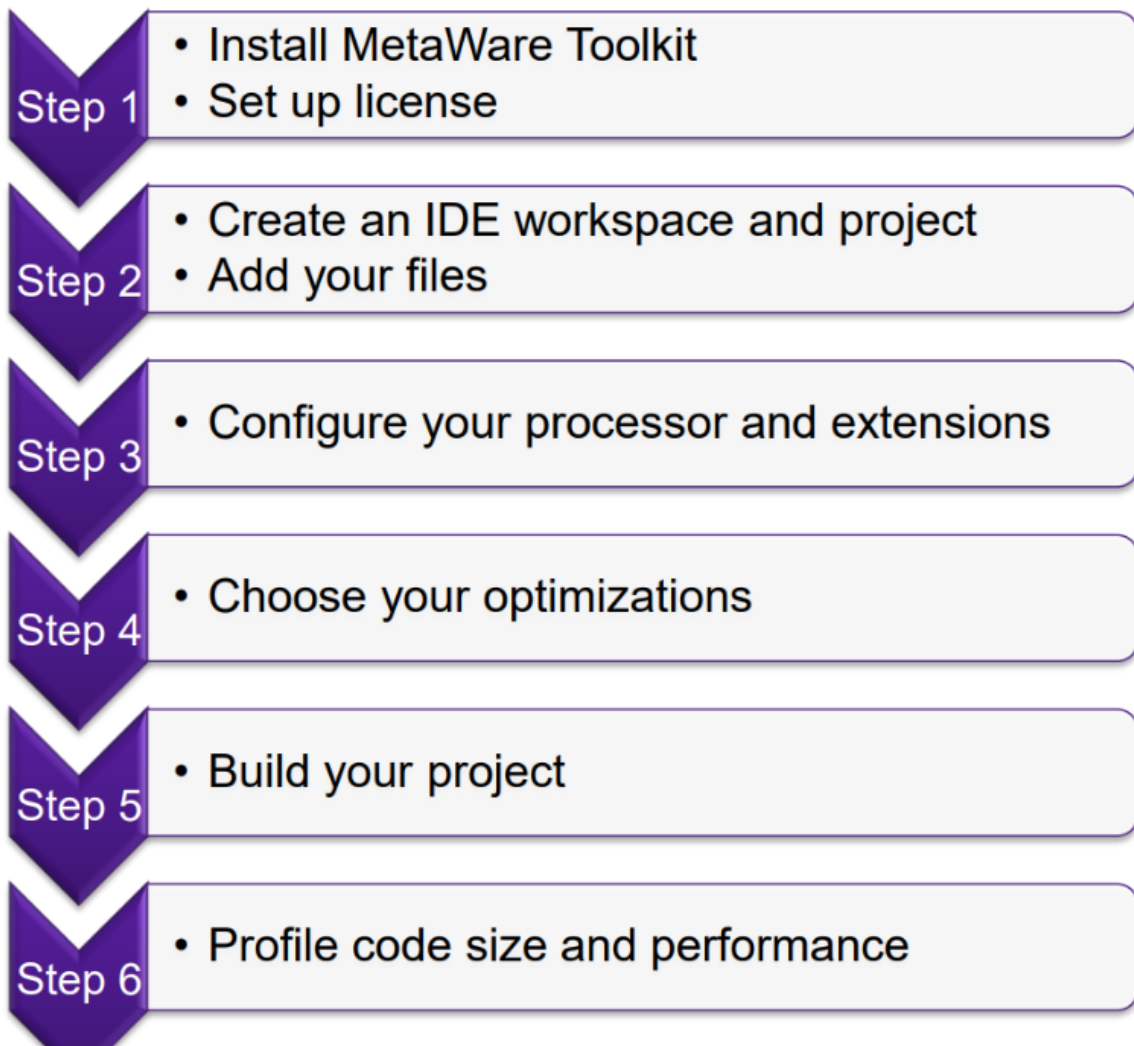 Step 1
• Install MetaWare Toolkit
• Set up license
Step 2
• Create an IDE workspace and project
• Add your files
Step 3
• Configure your processor and extensions
Step 4
• Choose your optimizations
Step 5
• Build your project
Step 6
• Profile code size and performance